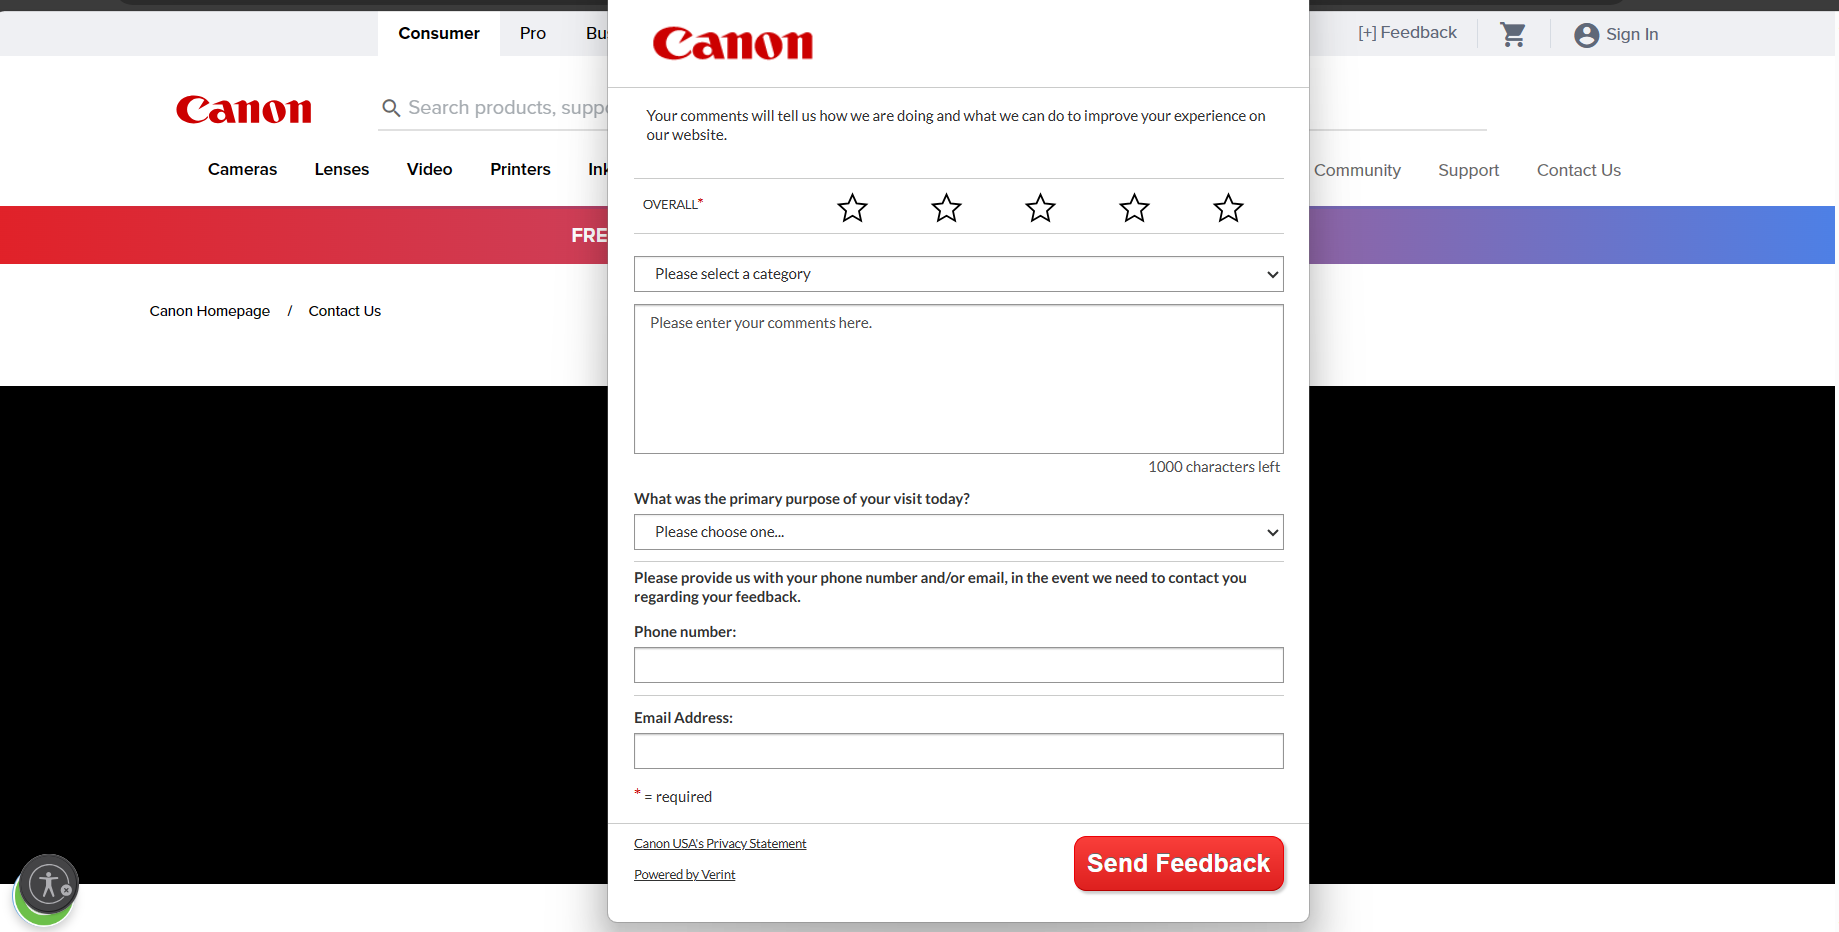 Consumer
Pro
[+] Feedback
Sign In
Canon
Search products,
Cameras
Lenses
Video
Printers
Community
Support
Contact Us
Canon Homepage / Contact Us
Canon
Your comments will tell us how we are doing and what we can do to improve your experience on
our website.
OVERALL*
Please select a category
Please enter your comments here.
1000 characters left
What was the primary purpose of your visit today?
Please choose one...
Please provide us with your phone number and/or email, in the event we need to contact you
regarding your feedback.
Phone number:
Email Address:
* = required
Canon USA's Privacy Statement
Powered by Verint
Send Feedback